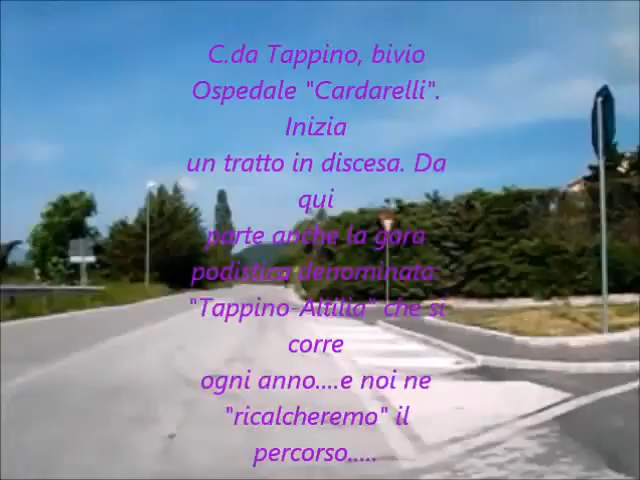 C.da Tappino, bivio
Ospedale "Cardarelli".
Inizia
un tratto in discesa. Da
qui
parte anche la gara
podistica denominata
"Tappino-Altilia" che si
corre
ogni anno....e noi ne
"ricalcheremo" il
percorso.....